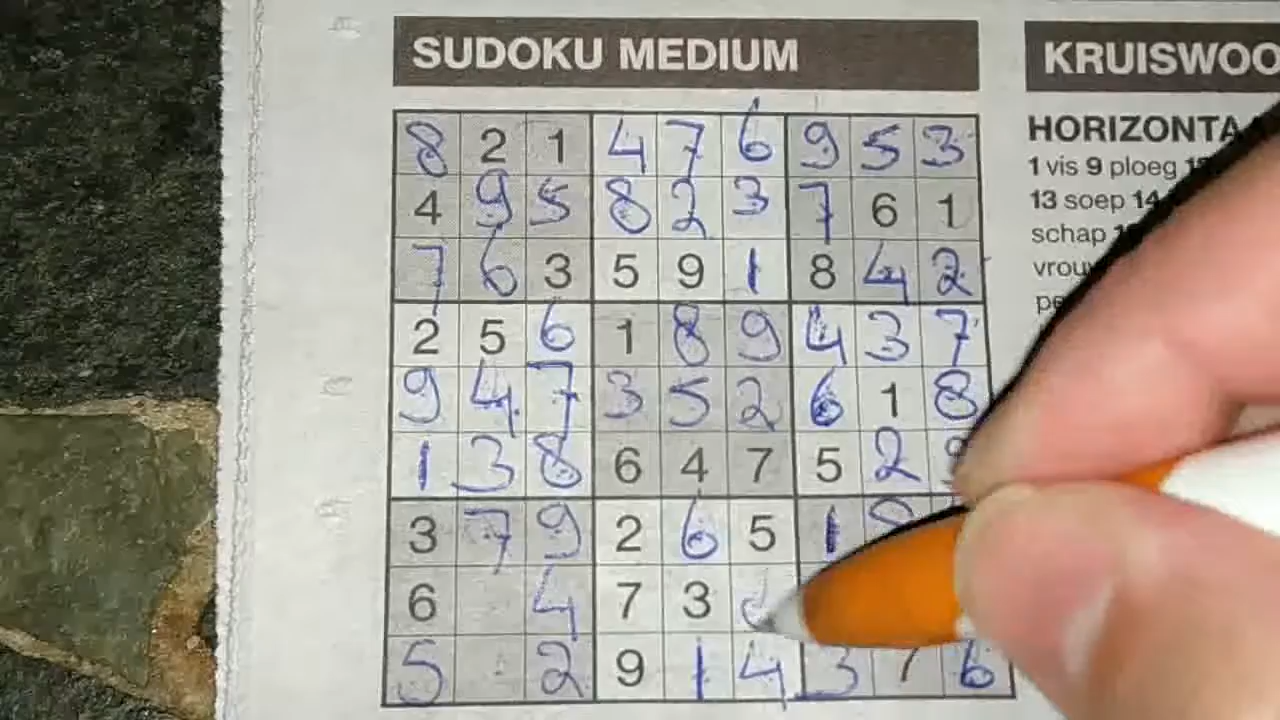 SUDOKU MEDIUM
KRUISWOO
8 2 1 4 7 6 9 5 3
4 9 5 8 2 3 7 6 1
7 6 3 5 9 1 8 4 2
2 5 6 1 8 9 4 3 7
9 4 7 3 5 2 6 1 8
1 3 8 6 4 7 5 2
3 7 9 2 6 5 1
6 4 7 3
5 2 9 1 4 3 7 6
HORIZONTA
1 vis 9 ploeg
13 soep 14
schap
vrouw
pe